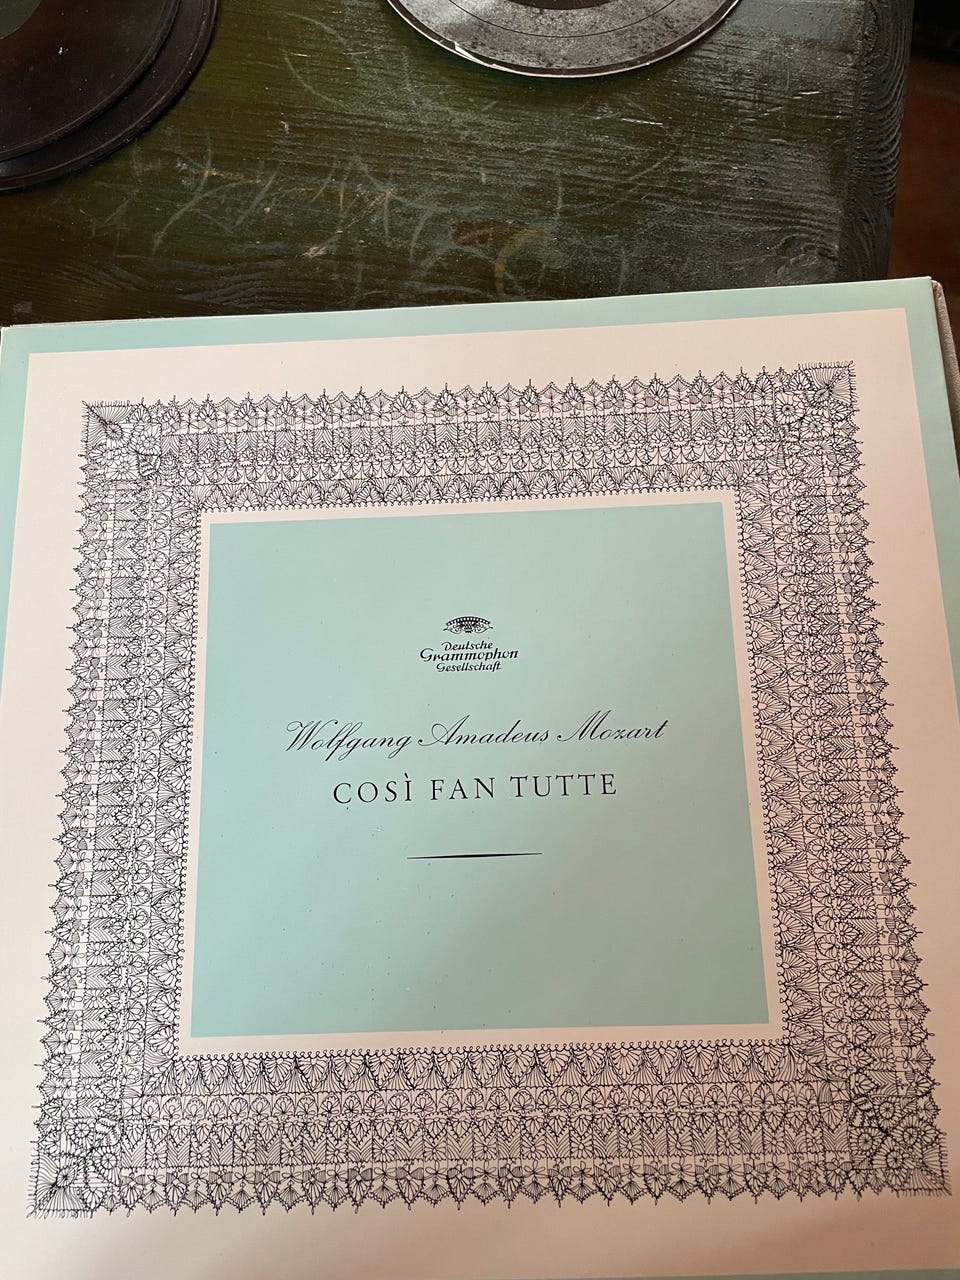 Deutsche
Grammophon
Gesellschaft
Wolfgang Amadeus Mozart
COSÌ FAN TUTTE